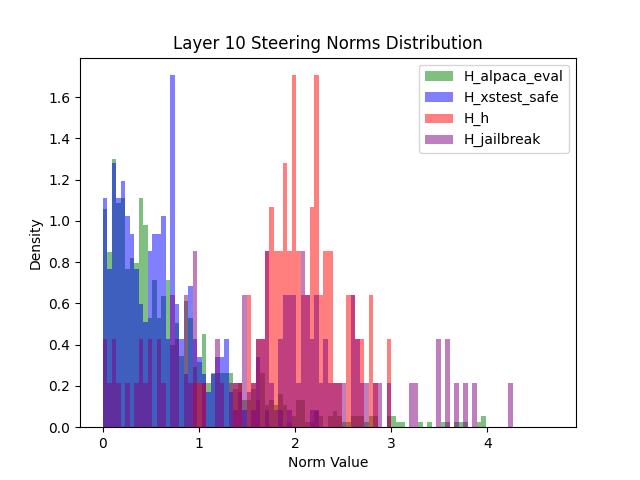 Layer 10 Steering Norms Distribution
H_alpaca_eval
H_xstest_safe
H_h
H_jailbreak
Density
1.6
1.4
1.2
1.0
0.8
0.6
0.4
0.2
0.0
0 1 2 3 4
Norm Value